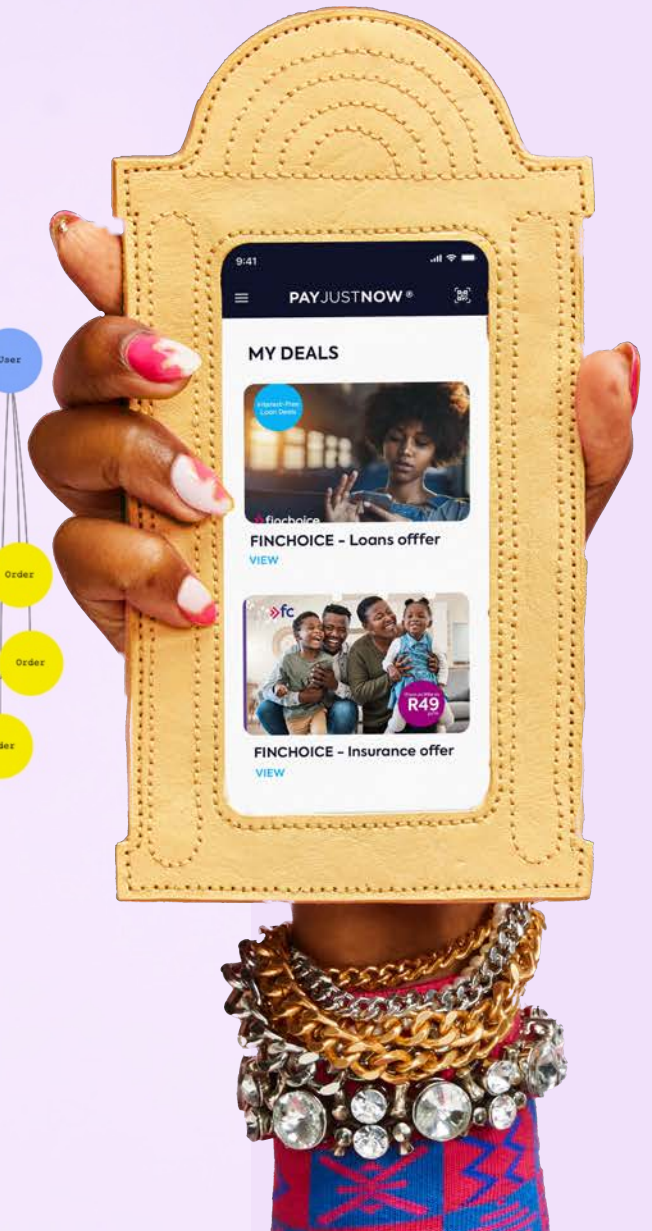 9:41
PAYJUSTNOW®
MY DEALS
Interest-Free
Loan Deals
finchoice
FINCHOICE - Loans offfer
VIEW
fc
R49
FINCHOICE - Insurance offer
VIEW
User
Order
Order